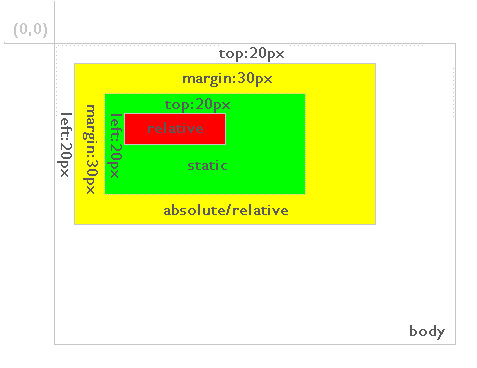 (0,0)
top:20px
margin:30px
top:20px
left:20px
margin:30px
left:20px
relative
static
absolute/relative
body